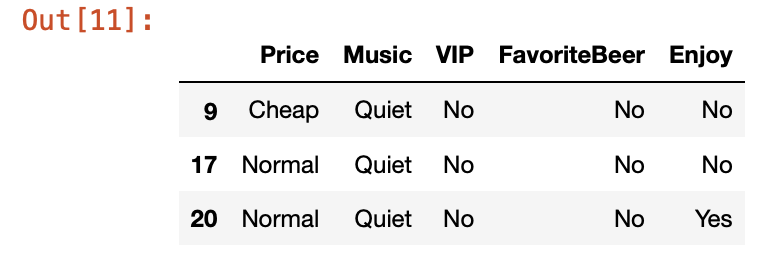 Out[11]:
Price Music VIP FavoriteBeer Enjoy
9 Cheap Quiet No No No
17 Normal Quiet No No No
20 Normal Quiet No No Yes